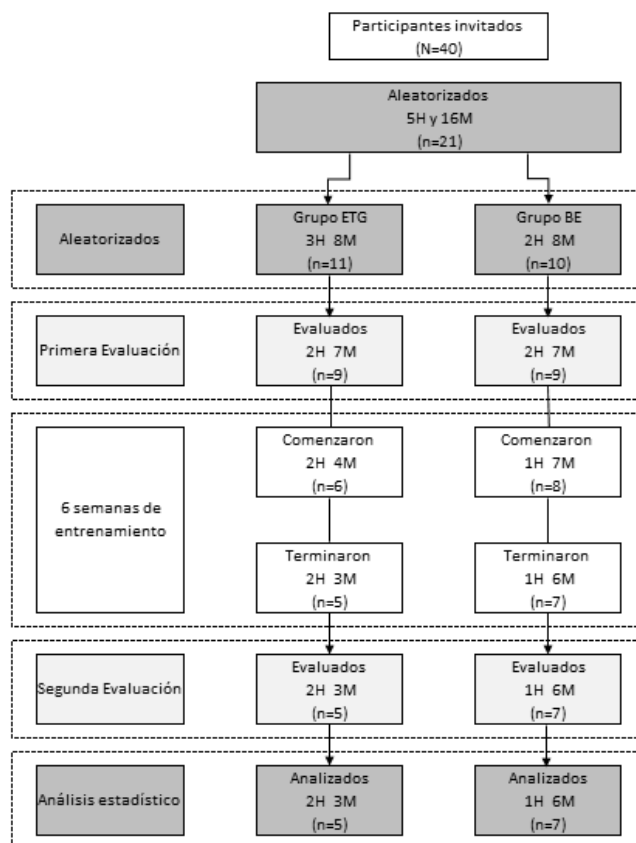 Participantes invitados
(N=40)
Aleatorizados
5H y 16M
(n=21)
Aleatorizados
Grupo ETG
3H 8M
(n=11)
Grupo BE
2H 8M
(n=10)
Primera Evaluación
Evaluados
2H 7M
(n=9)
Evaluados
2H 7M
(n=9)
6 semanas de
entrenamiento
Comenzaron
2H 4M
(n=6)
Comenzaron
1H 7M
(n=8)
Terminaron
2H 3M
(n=5)
Terminaron
1H 6M
(n=7)
Segunda Evaluación
Evaluados
2H 3M
(n=5)
Evaluados
1H 6M
(n=7)
Análisis estadístico
Analizados
2H 3M
(n=5)
Analizados
1H 6M
(n=7)